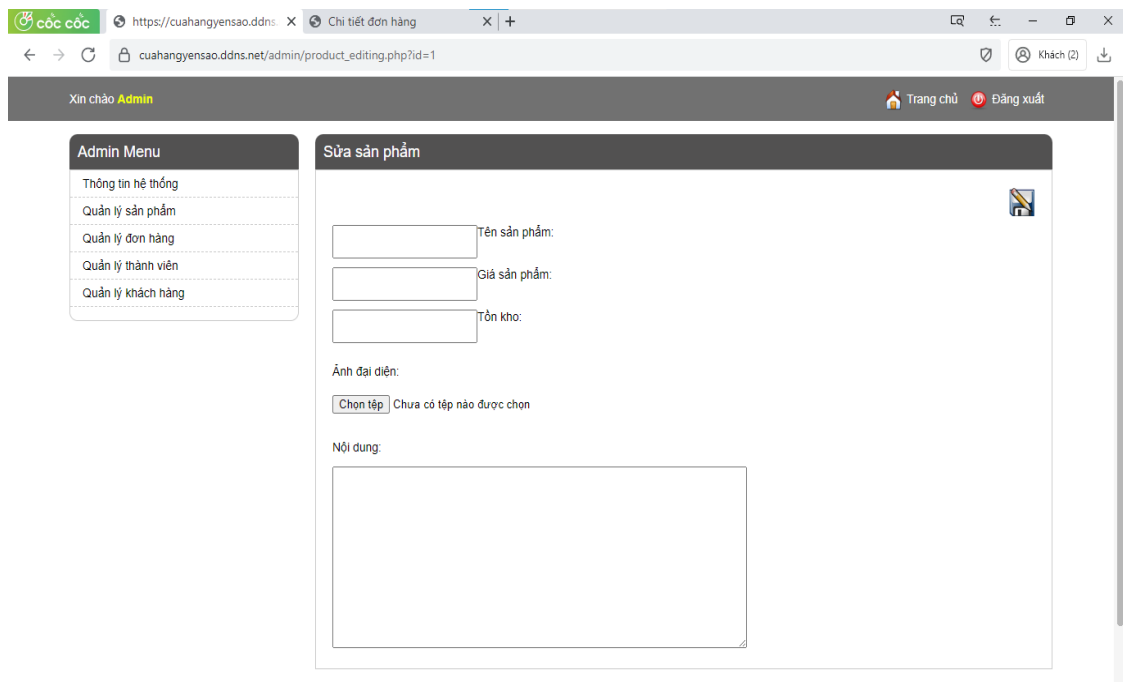 cốc cốc https://cuahangyensao.ddns. Chi tiết đơn hàng
cuahangyensao.ddns.net/admin/product_editing.php?id=1 Khách (2)
Xin chào Admin Trang chủ Đăng xuất
Admin Menu
Thông tin hệ thống
Quản lý sản phẩm
Quản lý đơn hàng
Quản lý thành viên
Quản lý khách hàng
Sửa sản phẩm
Tên sản phẩm:
Giá sản phẩm:
Tồn kho:
Ảnh đại diện:
Chọn tệp Chưa có tệp nào được chọn
Nội dung: